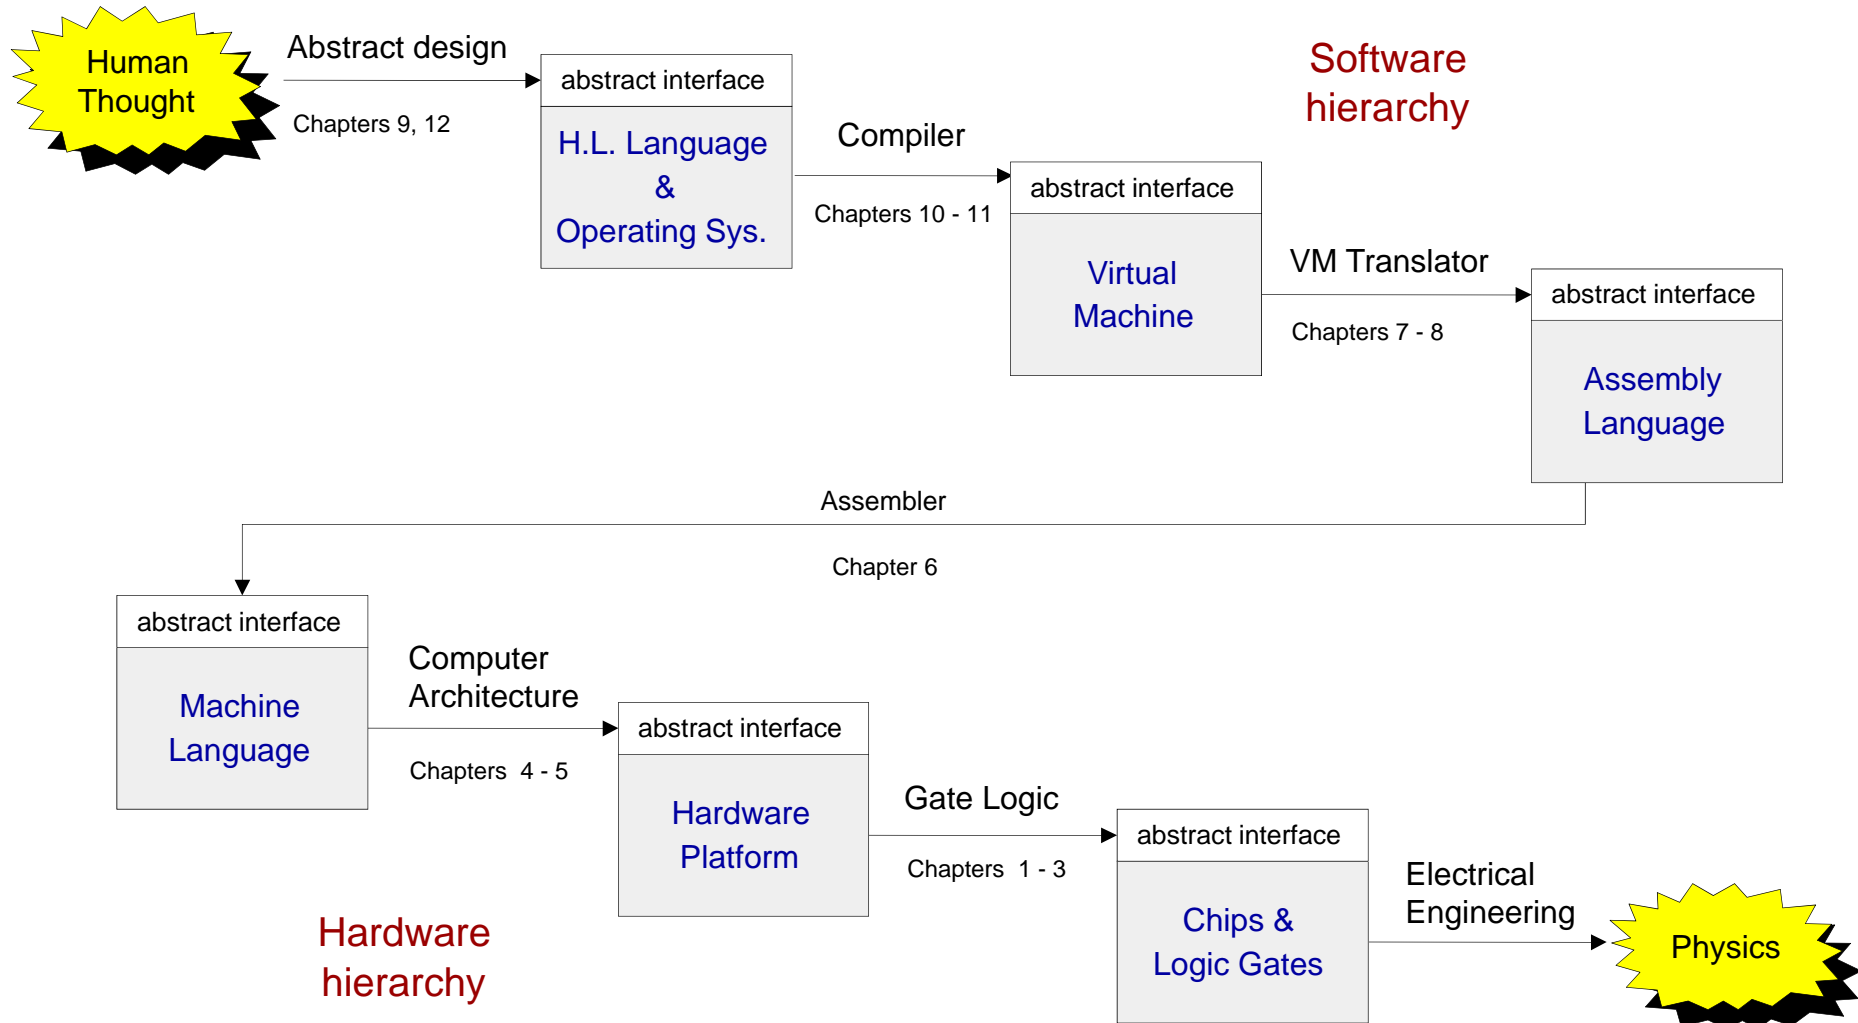 Human
Thought
Abstract design
Chapters 9, 12
abstract interface
H.L. Language
&
Operating Sys.
Compiler
Chapters 10 - 11
Software
hierarchy
abstract interface
Virtual
Machine
VM Translator
Chapters 7 - 8
abstract interface
Assembly
Language
Assembler
Chapter 6
abstract interface
Machine
Language
Computer
Architecture
Chapters 4 - 5
abstract interface
Hardware
Platform
Gate Logic
Chapters 1 - 3
abstract interface
Chips &
Logic Gates
Electrical
Engineering
Physics
Hardware
hierarchy